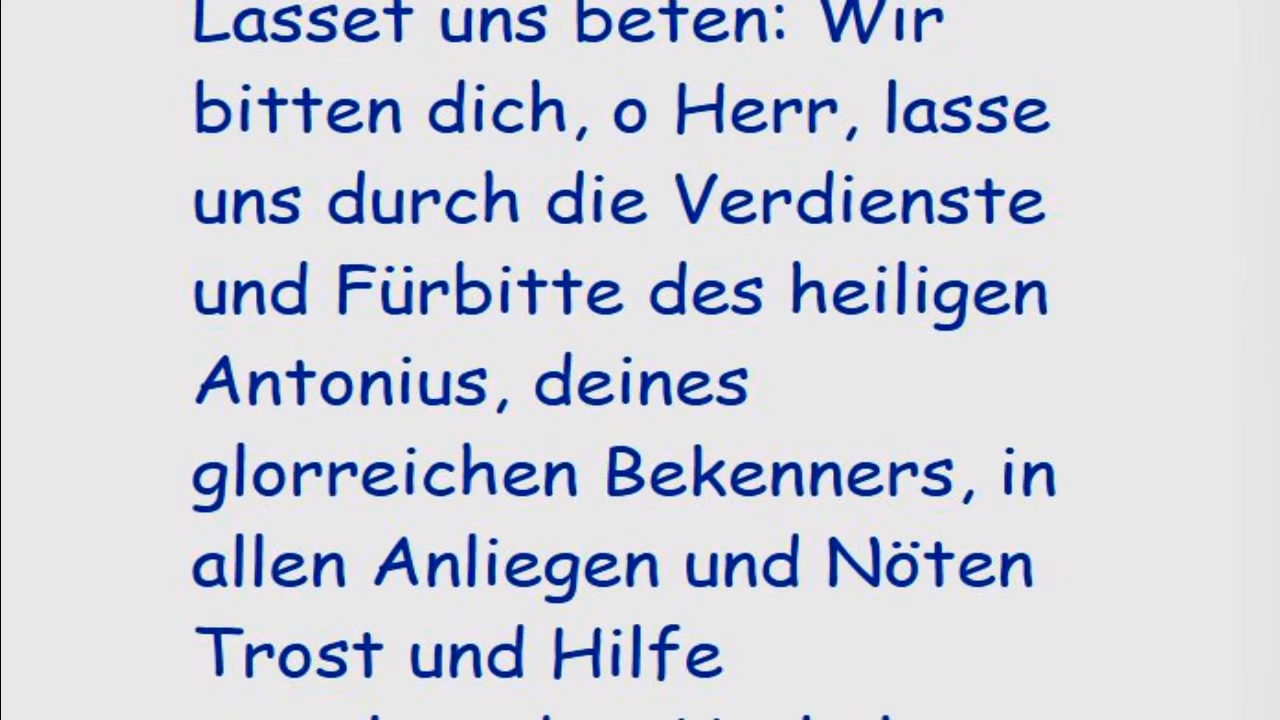 Lasset uns beten: Wir
bitten dich, o Herr, lasse
uns durch die Verdienste
und Fürbitte des heiligen
Antonius, deines
glorreichen Bekenners, in
allen Anliegen und Nöten
Trost und Hilfe